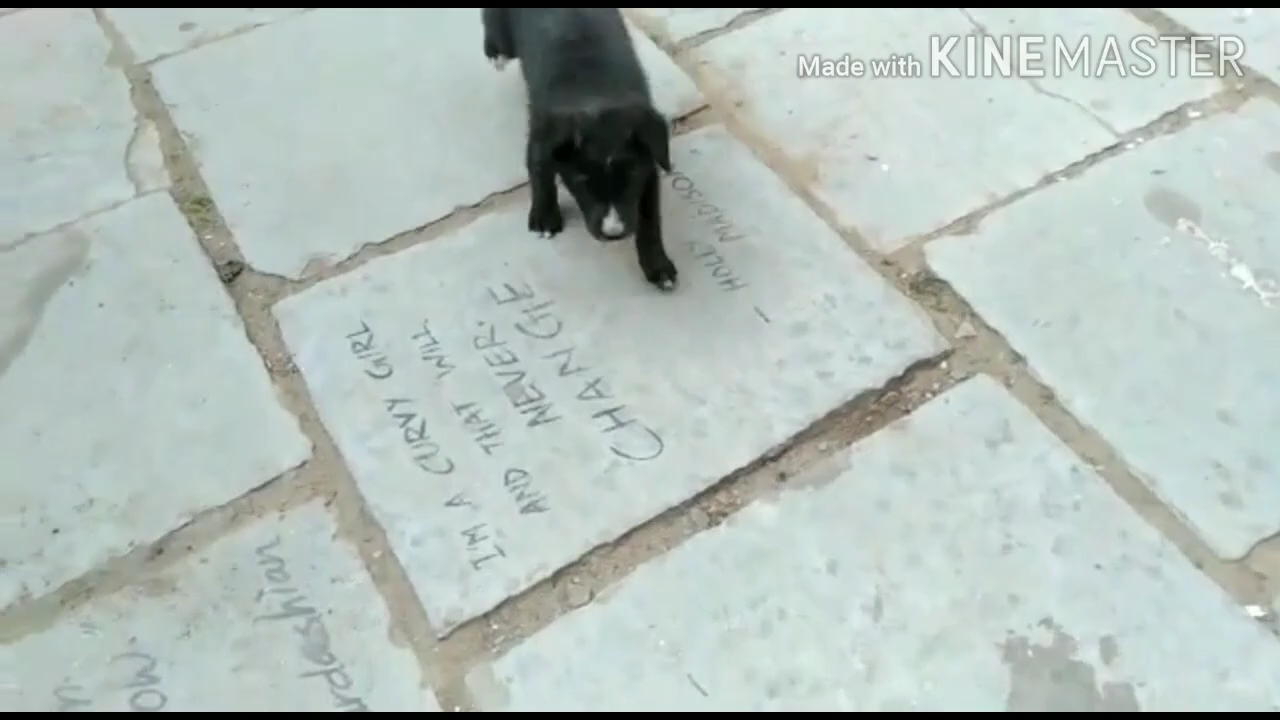 Made with KINEMASTER
I'M A CURVY GIRL
AND THAT WILL
NEVER.
CHANGE
— HOLLY MADISON